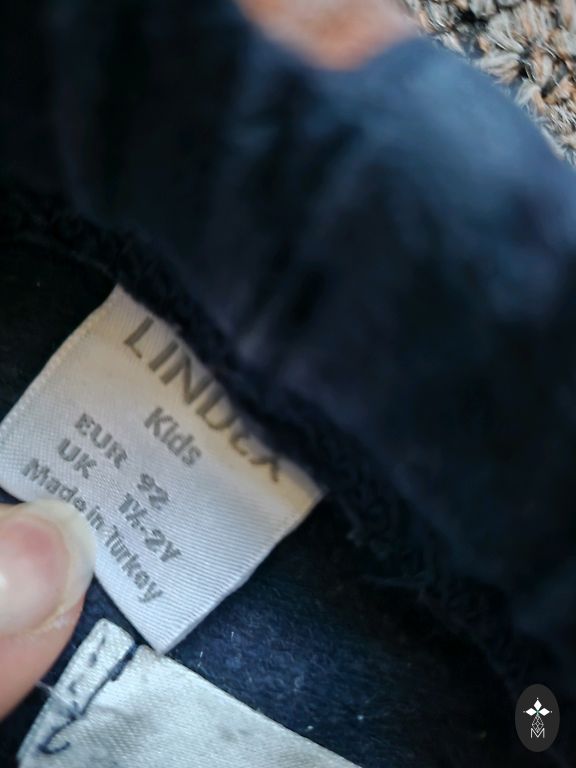 LINDEX
Kids
EUR 92
UK 1½-2Y
Made in Turkey
M